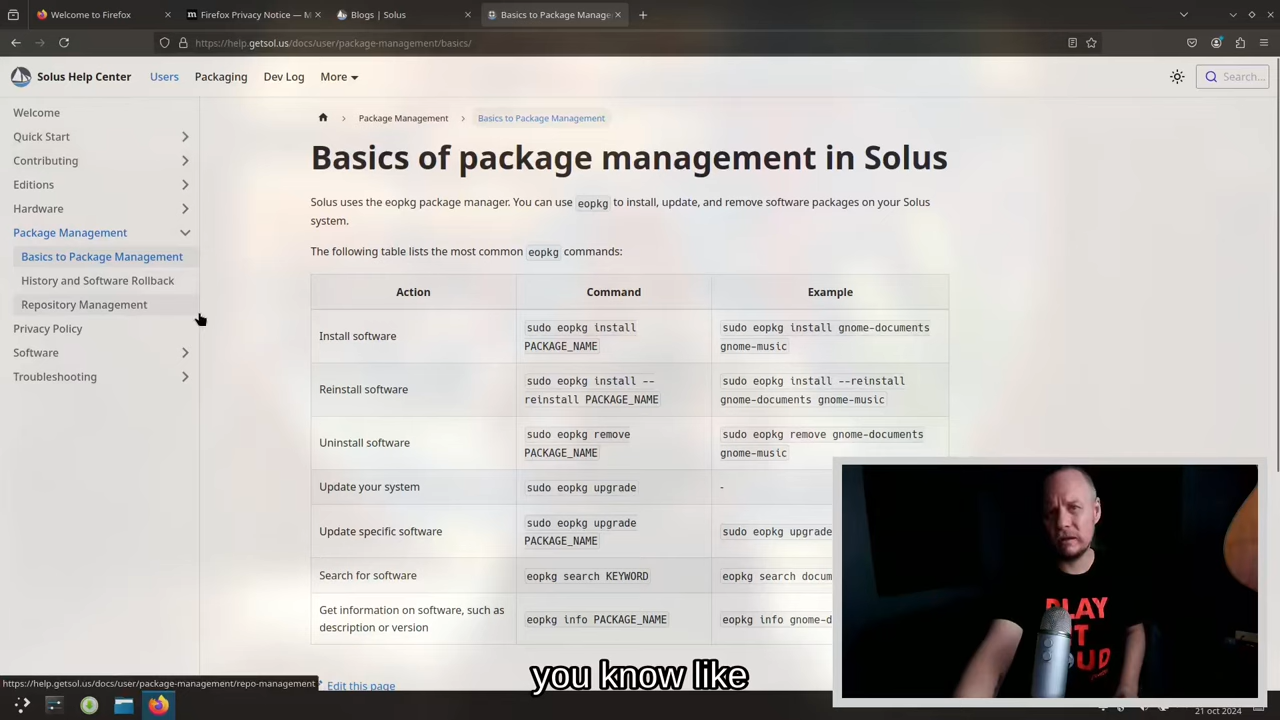 Welcome to Firefox
Firefox Privacy Notice — M
Blogs | Solus
Basics to Package Manage
https://help.getsol.us/docs/user/package-management/basics/
Solus Help Center
Users
Packaging
Dev Log
More
Search...
Welcome
Quick Start
Contributing
Editions
Hardware
Package Management
Basics to Package Management
History and Software Rollback
Repository Management
Privacy Policy
Software
Troubleshooting
Package Management
Basics to Package Management
Basics of package management in Solus
Solus uses the eopkg package manager. You can use eopkg to install, update, and remove software packages on your Solus
system.
The following table lists the most common eopkg commands:
Action Command Example
Install software
sudo eopkg install
PACKAGE_NAME
sudo eopkg install gnome-documents
gnome-music
Reinstall software
sudo eopkg install --
reinstall PACKAGE_NAME
sudo eopkg install --reinstall
gnome-documents gnome-music
Uninstall software
sudo eopkg remove
PACKAGE_NAME
sudo eopkg remove gnome-documents
gnome-music
Update your system
sudo eopkg upgrade
-
Update specific software
sudo eopkg upgrade
PACKAGE_NAME
sudo eopkg upgrade
Search for software
eopkg search KEYWORD
eopkg search docum
Get information on software, such as
description or version
eopkg info PACKAGE_NAME
eopkg info gnome-d
Edit this page
PLAY
IT
LOUD
you know like
https://help.getsol.us/docs/user/package-management/repo-management
21 oct 2024